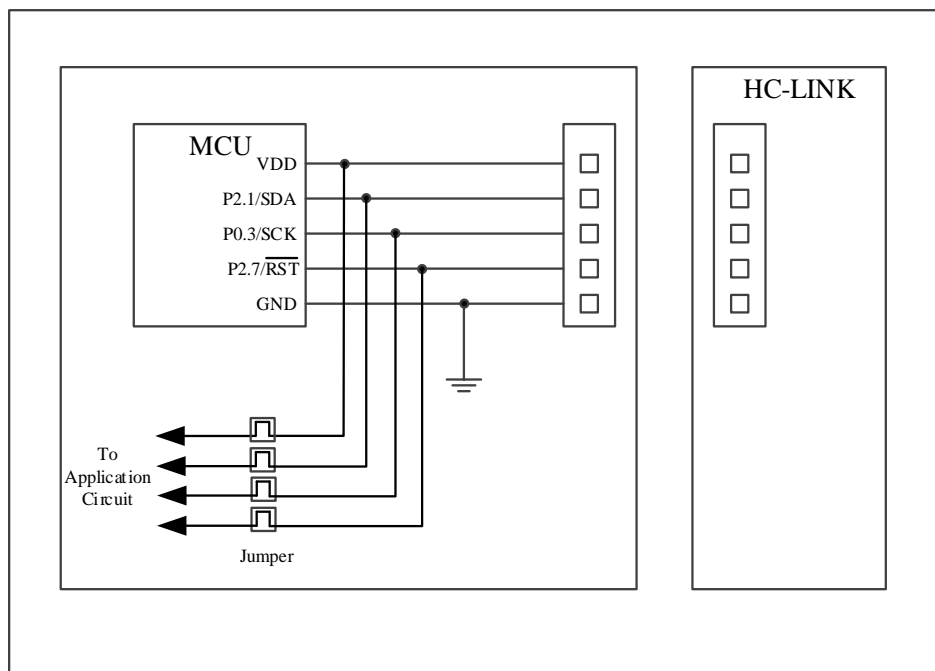 HC-LINK
MCU
VDD
P2.1/SDA
P0.3/SCK
P2.7/RST
GND
To
Application
Circuit
Jumper